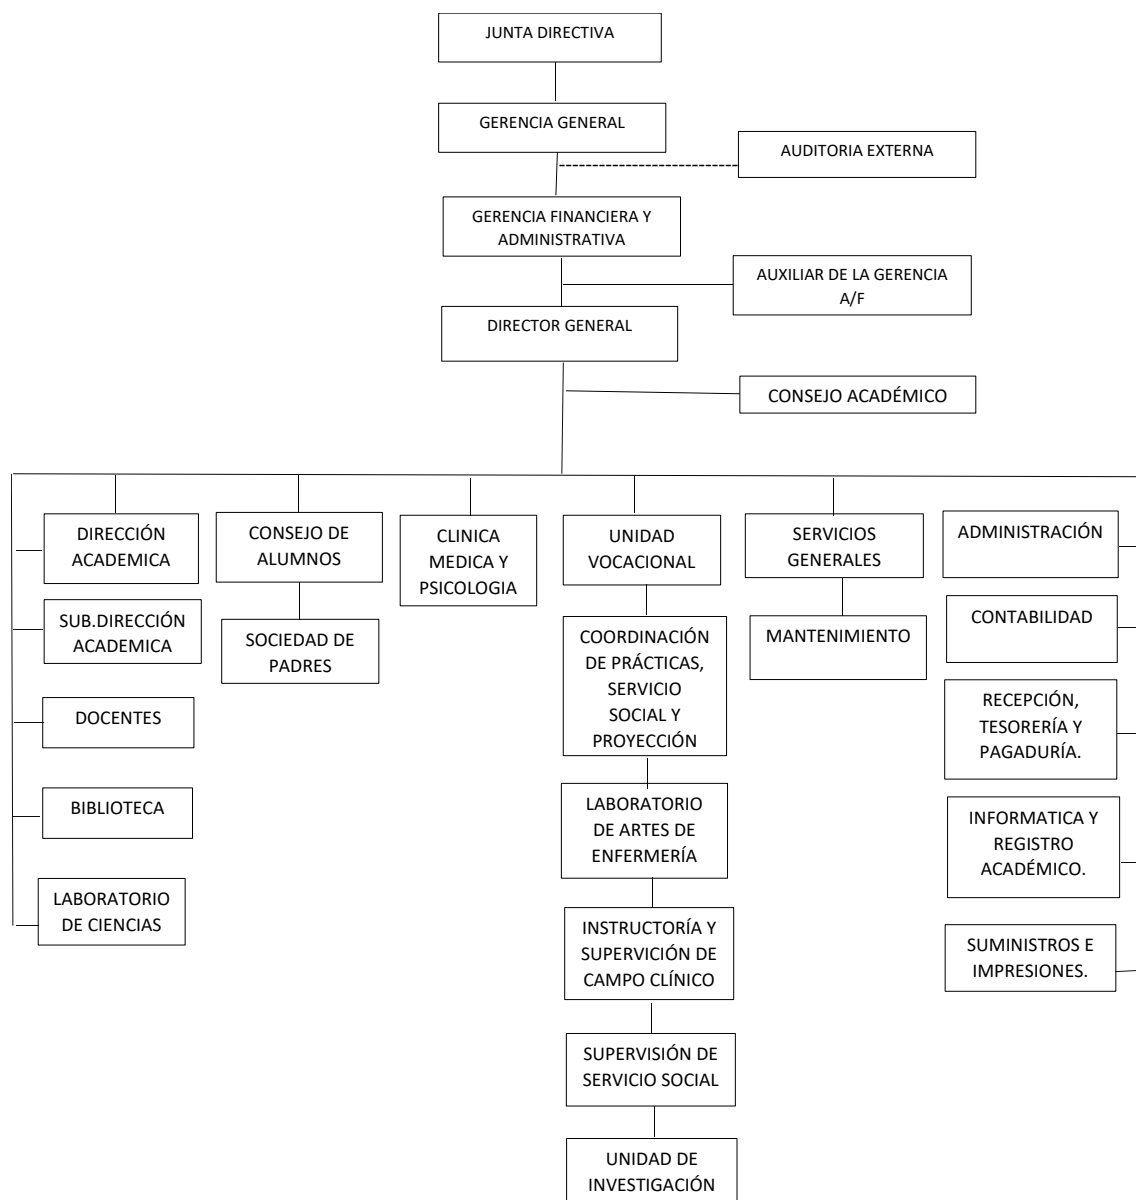 JUNTA DIRECTIVA
GERENCIA GENERAL
AUDITORIA EXTERNA
GERENCIA FINANCIERA Y
ADMINISTRATIVA
AUXILIAR DE LA GERENCIA
A/F
DIRECTOR GENERAL
CONSEJO ACADÉMICO
DIRECCIÓN
ACADEMICA
SUB.DIRECCIÓN
ACADEMICA
DOCENTES
BIBLIOTECA
LABORATORIO
DE CIENCIAS
CONSEJO DE
ALUMNOS
SOCIEDAD DE
PADRES
CLINICA
MEDICA Y
PSICOLOGIA
UNIDAD
VOCACIONAL
COORDINACIÓN
DE PRÁCTICAS,
SERVICIO
SOCIAL Y
PROYECCIÓN
LABORATORIO
DE ARTES DE
ENFERMERÍA
INSTRUCTORÍA Y
SUPERVICIÓN DE
CAMPO CLÍNICO
SUPERVISIÓN DE
SERVICIO SOCIAL
UNIDAD DE
INVESTIGACIÓN
SERVICIOS
GENERALES
MANTENIMIENTO
ADMINISTRACIÓN
CONTABILIDAD
RECEPCIÓN,
TESORERÍA Y
PAGADURÍA.
INFORMATICA Y
REGISTRO
ACADÉMICO.
SUMINISTROS E
IMPRESIONES.